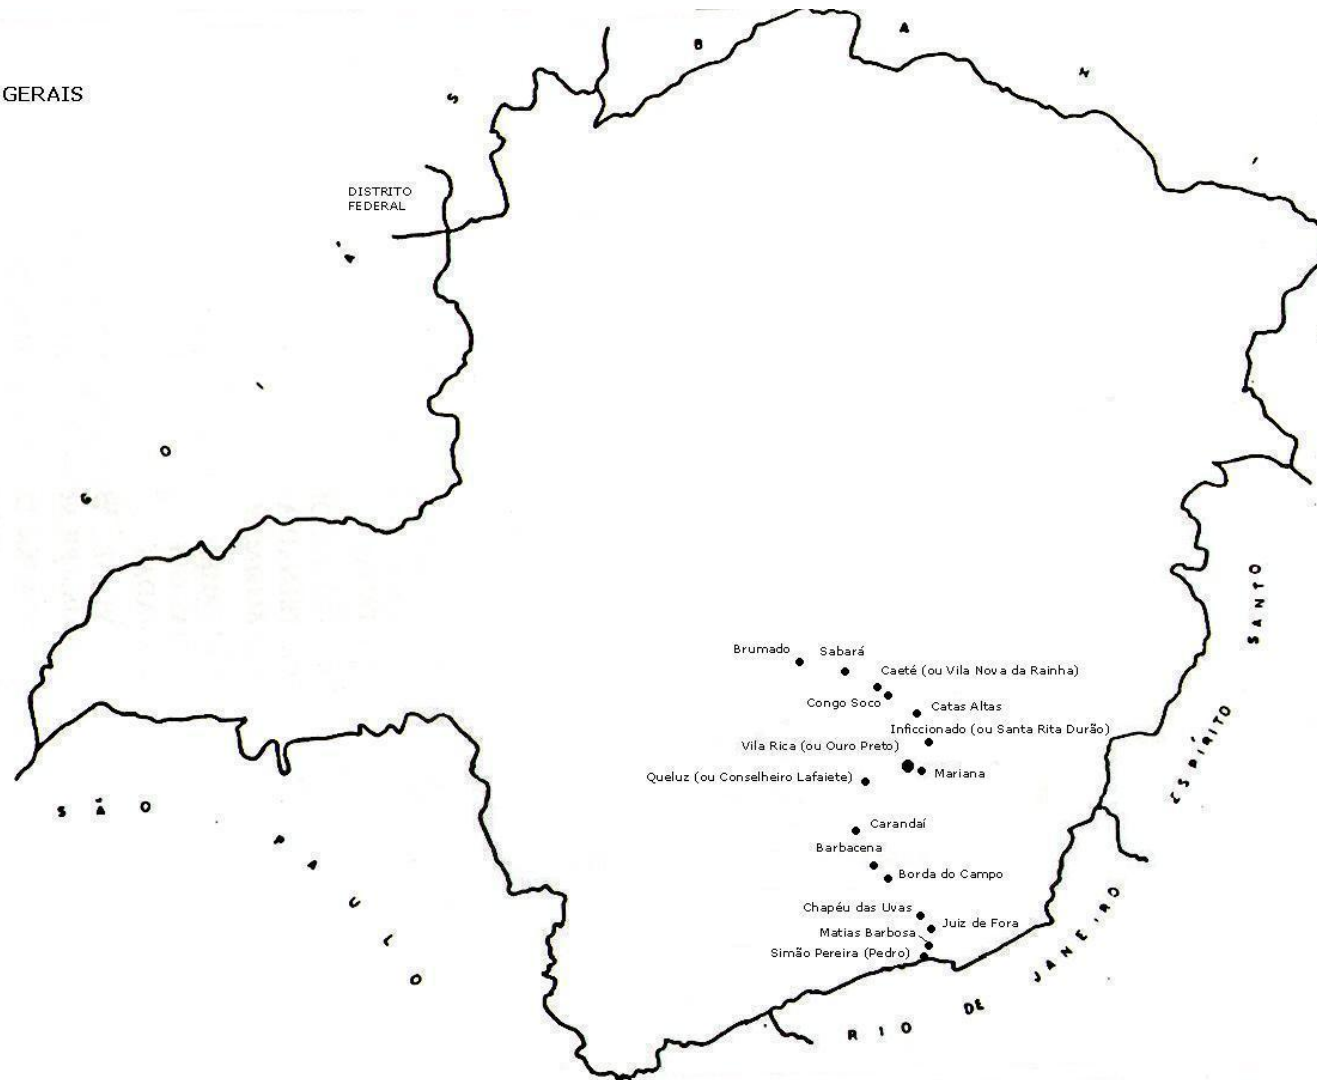 GERAIS
BAHIA
GOIÁS
DISTRITO
FEDERAL
Brumado
Sabará
Caeté (ou Vila Nova da Rainha)
Congo Soco
Catas Altas
Inficcionado (ou Santa Rita Durão)
Vila Rica (ou Ouro Preto)
Mariana
Queluz (ou Conselheiro Lafaiete)
Carandaí
Barbacena
Borda do Campo
Chapéu das Uvas
Juiz de Fora
Matias Barbosa
Simão Pereira (Pedro)
ESPÍRITO SANTO
SÃO PAULO
RIO DE JANEIRO